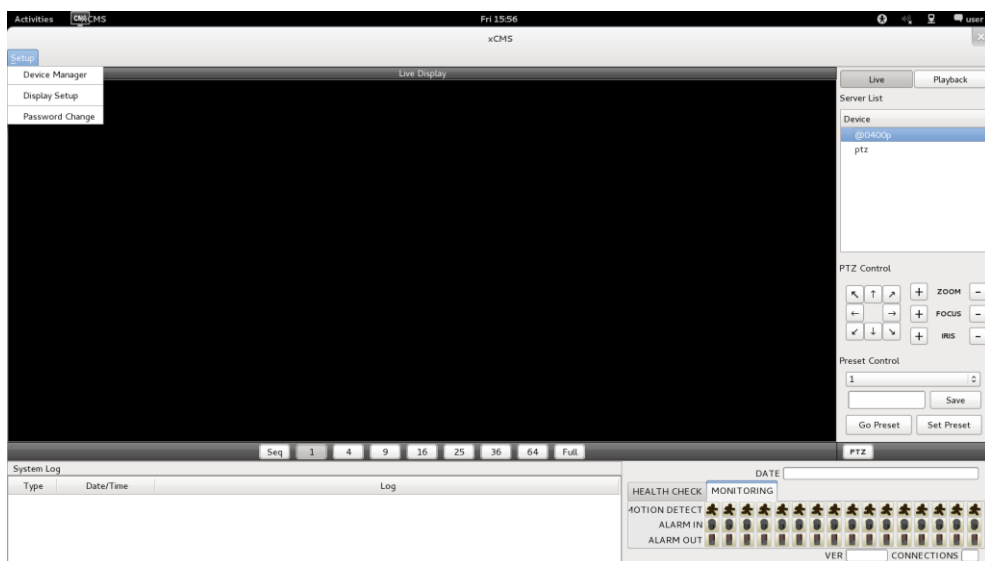 Activities CMS xCMS Fri 15:56 user
xCMS
Setup
Device Manager
Display Setup
Password Change
Live Display
Live Playback
Server List
Device
@0400p
ptz
PTZ Control
ZOOM
FOCUS
IRIS
Preset Control
1
Save
Go Preset Set Preset
Seq 1 4 9 16 25 36 64 Full PTZ
System Log
Type Date/Time Log
DATE
HEALTH CHECK MONITORING
MOTION DETECT
ALARM IN
ALARM OUT
VER CONNECTIONS